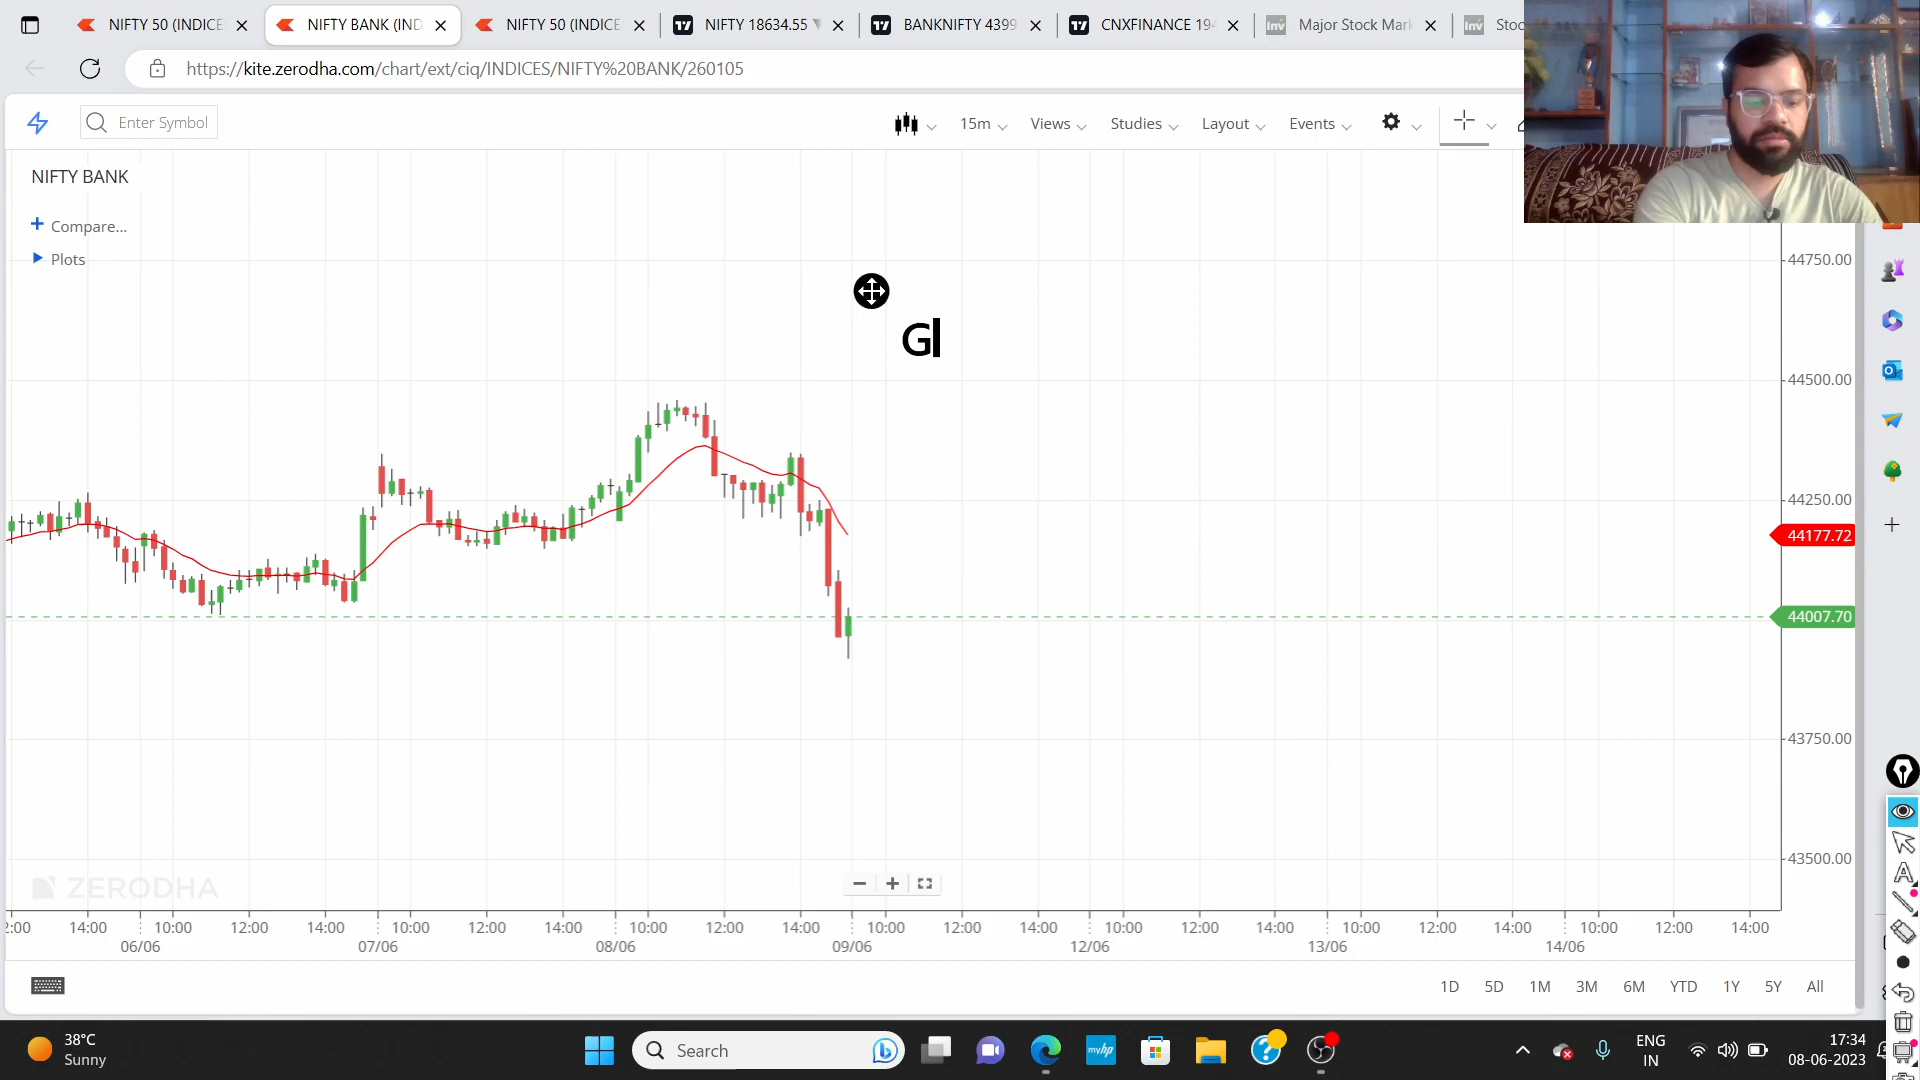 NIFTY 50 (INDICE
NIFTY BANK (IND
NIFTY 50 (INDICE
NIFTY 18634.55
BANKNIFTY 4399
CNXFINANCE 194
Major Stock Mark
Stoc
https://kite.zerodha.com/chart/ext/ciq/INDICES/NIFTY%20BANK/260105
Enter Symbol
15m
Views
Studies
Layout
Events
NIFTY BANK
+ Compare...
Plots
Gl
44750.00
44500.00
44250.00
44177.72
44007.70
43750.00
43500.00
ZERODHA
2:00 14:00 10:00 12:00 14:00 10:00 12:00 14:00 10:00 12:00 14:00 10:00 12:00 14:00 10:00 12:00 14:00 10:00 12:00 14:00 10:00 12:00 14:00
06/06 07/06 08/06 09/06 12/06 13/06 14/06
1D 5D 1M 3M 6M YTD 1Y 5Y All
38°C
Sunny
Search
myhp
ENG
IN
17:34
08-06-2023